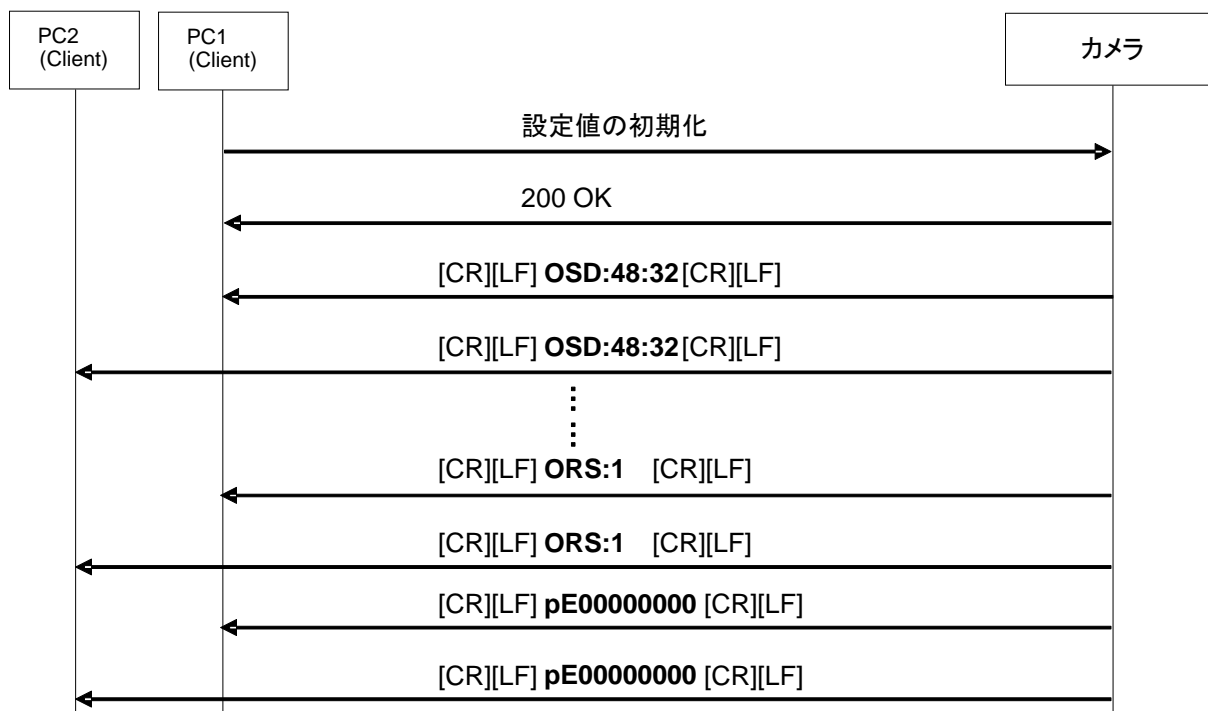 PC2
(Client)
PC1
(Client)
カメラ
設定値の初期化
200 OK
[CR][LF] OSD:48:32[CR][LF]
[CR][LF] OSD:48:32[CR][LF]
[CR][LF] ORS:1 [CR][LF]
[CR][LF] ORS:1 [CR][LF]
[CR][LF] pE00000000 [CR][LF]
[CR][LF] pE00000000 [CR][LF]